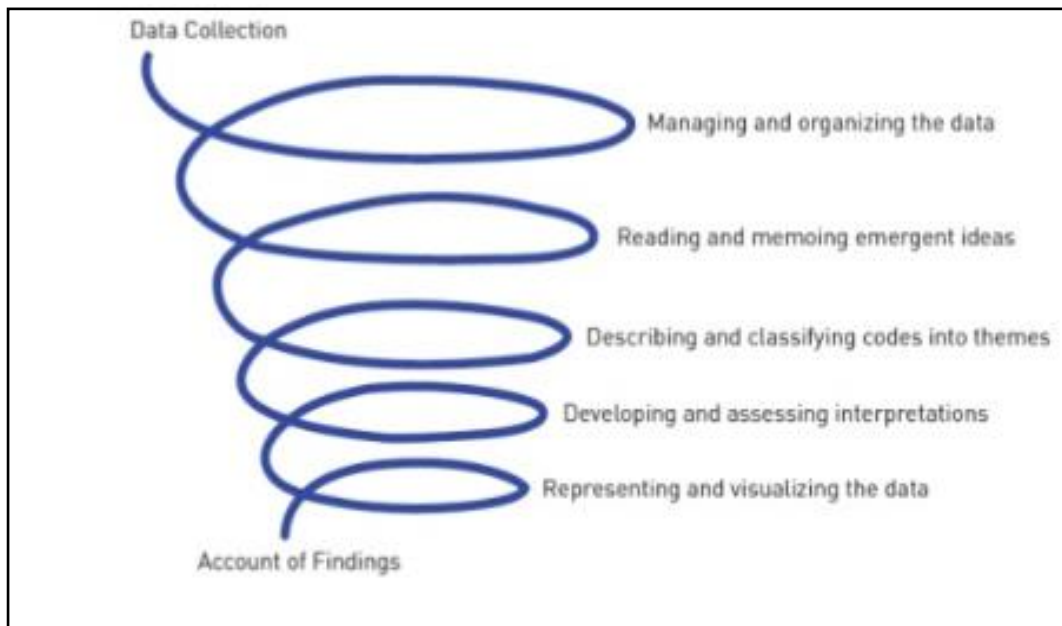 Data Collection
Managing and organizing the data
Reading and memoing emergent ideas
Describing and classifying codes into themes
Developing and assessing interpretations
Representing and visualizing the data
Account of Findings